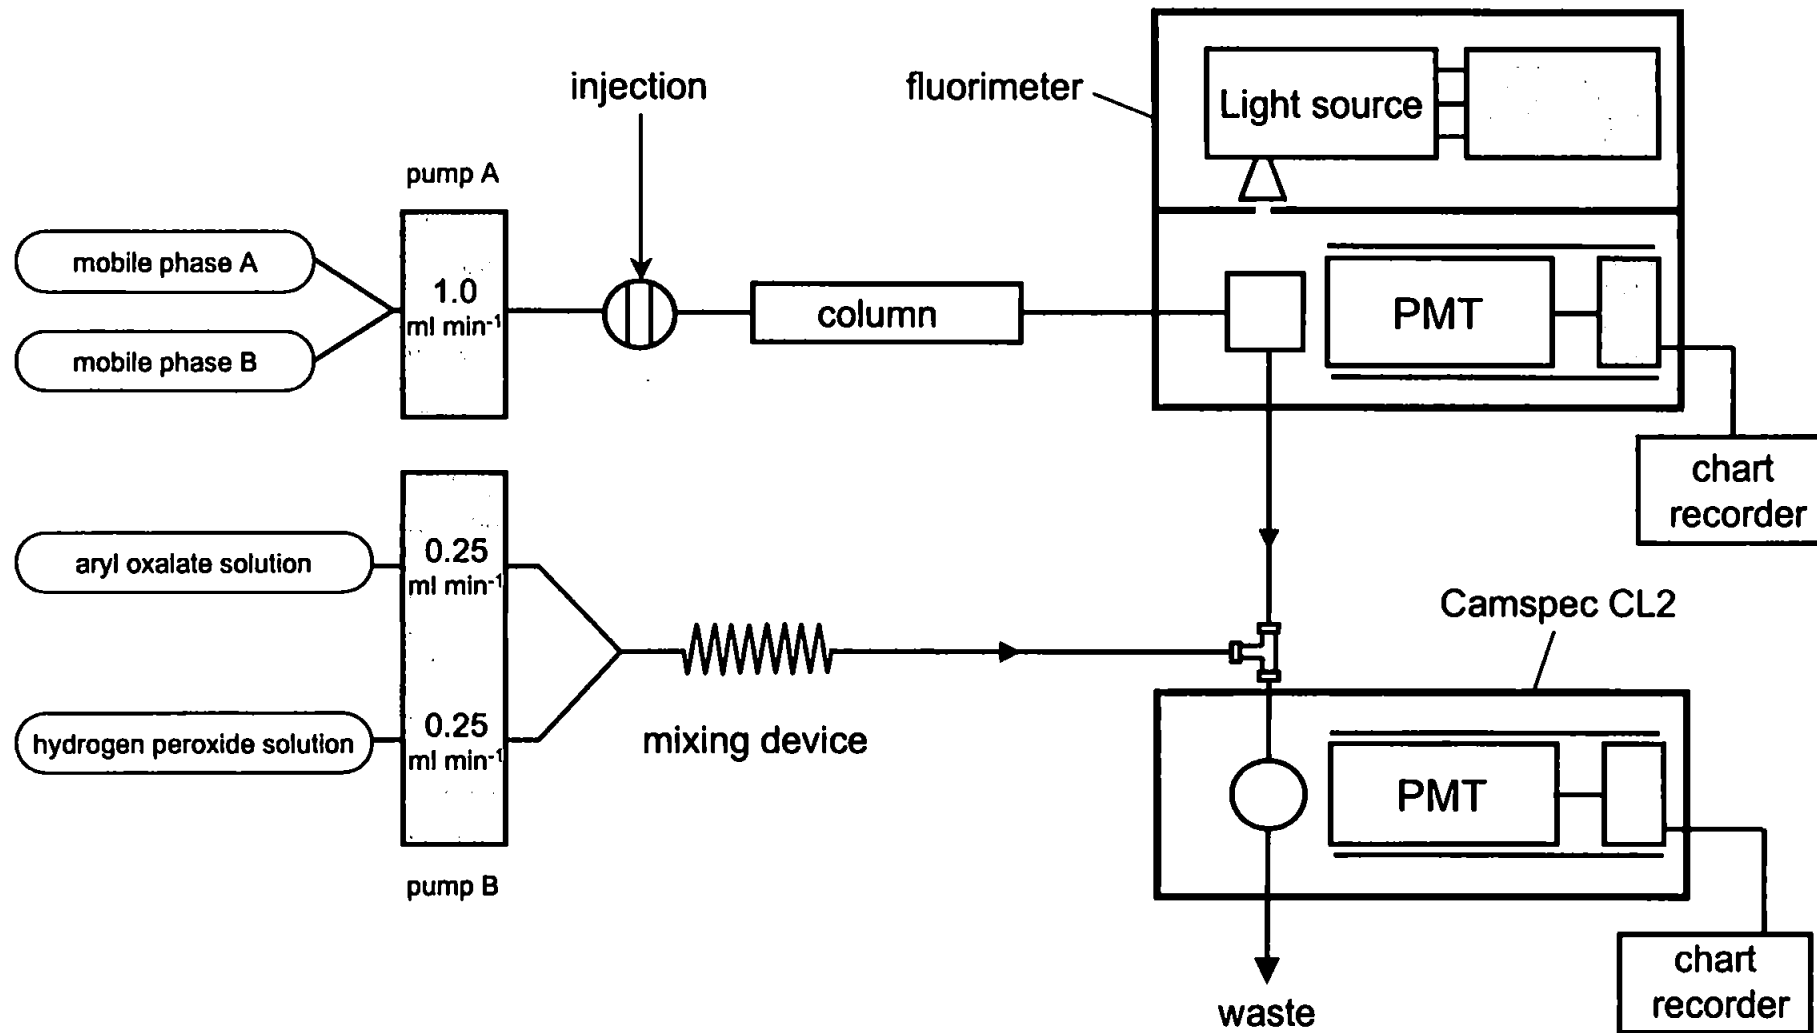 injection
fluorimeter
Light source
pump A
mobile phase A
mobile phase B
1.0
ml min⁻¹
column
PMT
chart
recorder
aryl oxalate solution
0.25
ml min⁻¹
hydrogen peroxide solution
0.25
ml min⁻¹
mixing device
pump B
Camspec CL2
PMT
chart
recorder
waste